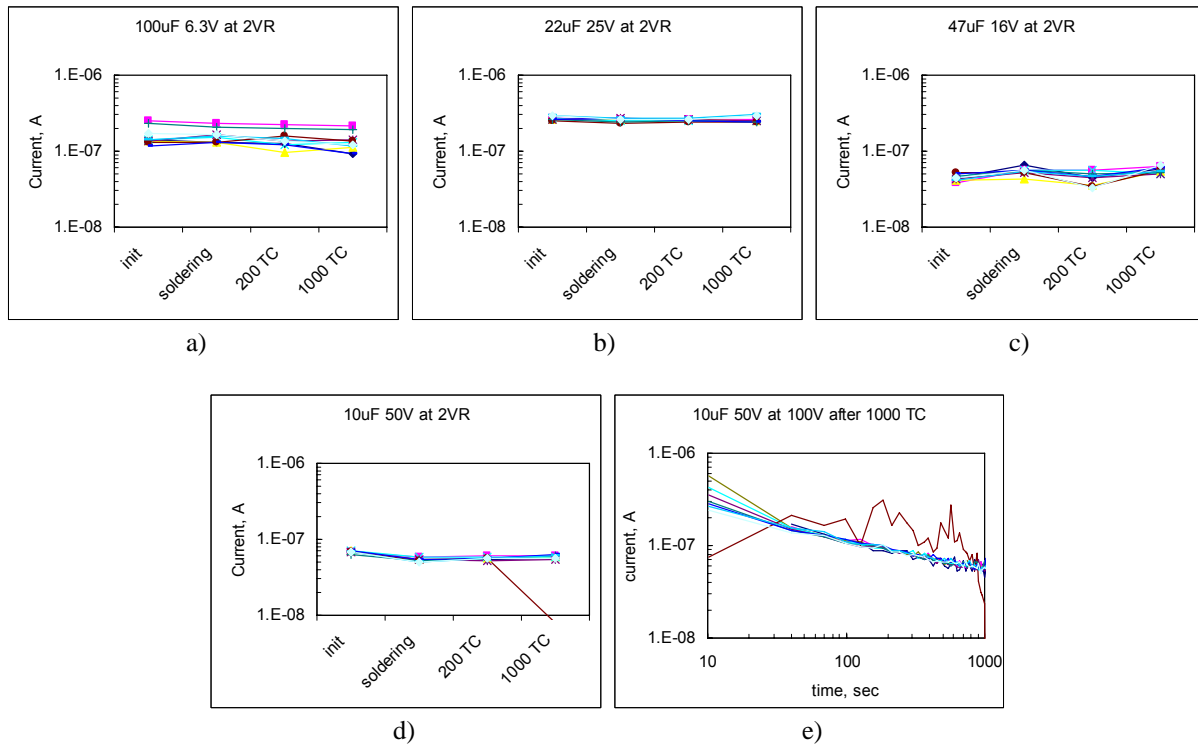 100uF 6.3V at 2VR
Current, A
1.E-06
1.E-07
1.E-08
init
soldering
200 TC
1000 TC
a)
22uF 25V at 2VR
Current, A
1.E-06
1.E-07
1.E-08
init
soldering
200 TC
1000 TC
b)
47uF 16V at 2VR
Current, A
1.E-06
1.E-07
1.E-08
init
soldering
200 TC
1000 TC
c)
10uF 50V at 2VR
Current, A
1.E-06
1.E-07
1.E-08
init
soldering
200 TC
1000 TC
d)
10uF 50V at 100V after 1000 TC
current, A
1.E-06
1.E-07
1.E-08
10
100
1000
time, sec
e)